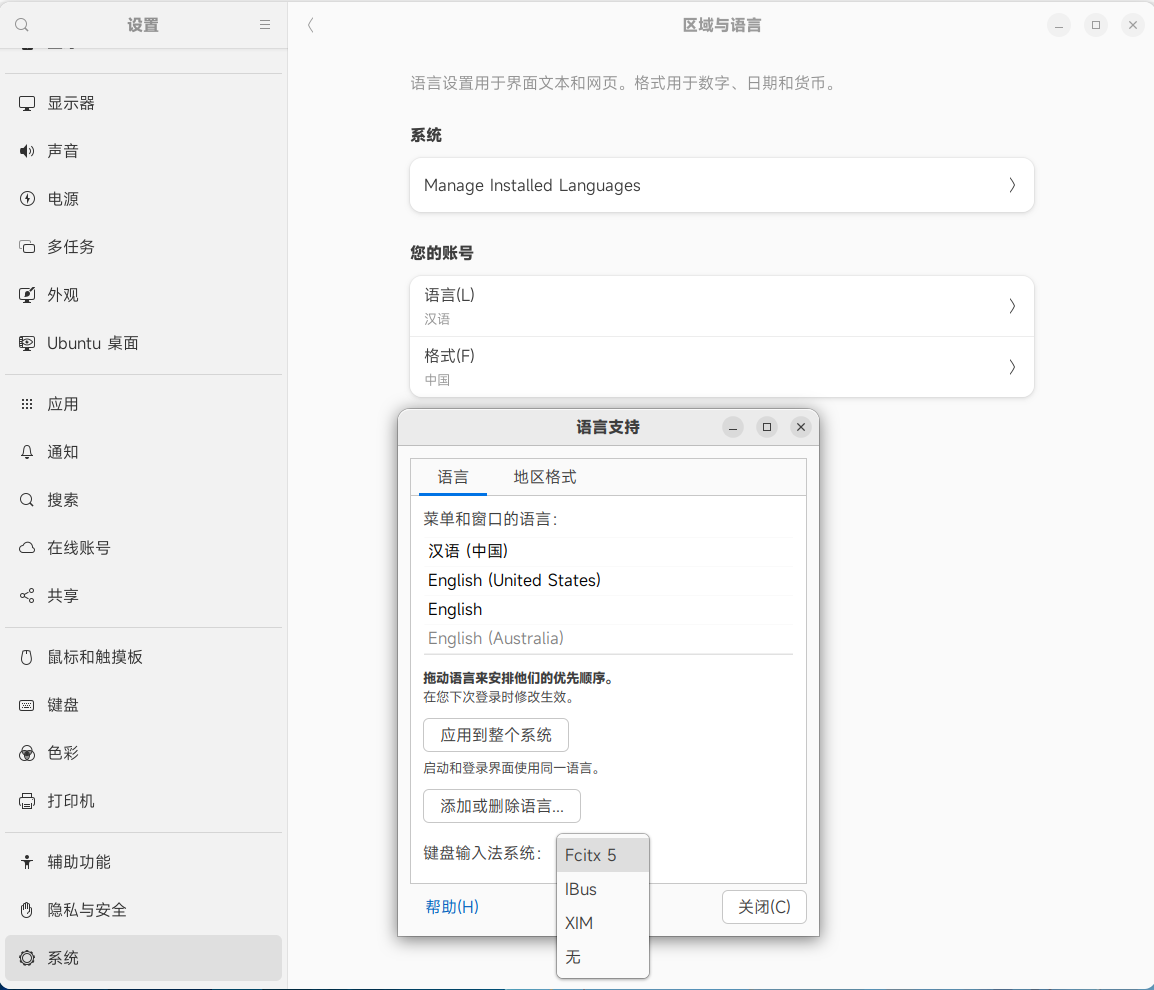 设置
显示器
声音
电源
多任务
外观
Ubuntu 桌面
应用
通知
搜索
在线账号
共享
鼠标和触摸板
键盘
色彩
打印机
辅助功能
隐私与安全
系统
区域与语言
语言设置用于界面文本和网页。格式用于数字、日期和货币。
系统
Manage Installed Languages
您的账号
语言(L)
汉语
格式(F)
中国
语言支持
语言
地区格式
菜单和窗口的语言：
汉语 (中国)
English (United States)
English
English (Australia)
拖动语言来安排他们的优先顺序。
在您下次登录时修改生效。
应用到整个系统
启动和登录界面使用同一语言。
添加或删除语言...
键盘输入法系统：
Fcitx 5
IBus
XIM
无
帮助(H)
关闭(C)